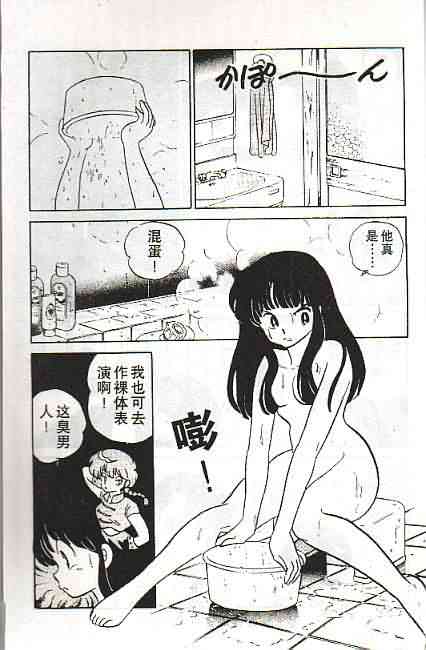 かぽーーん
他真
是……
混蛋！
嘭！
我也可去
作裸体表
演啊！
这臭男
人！